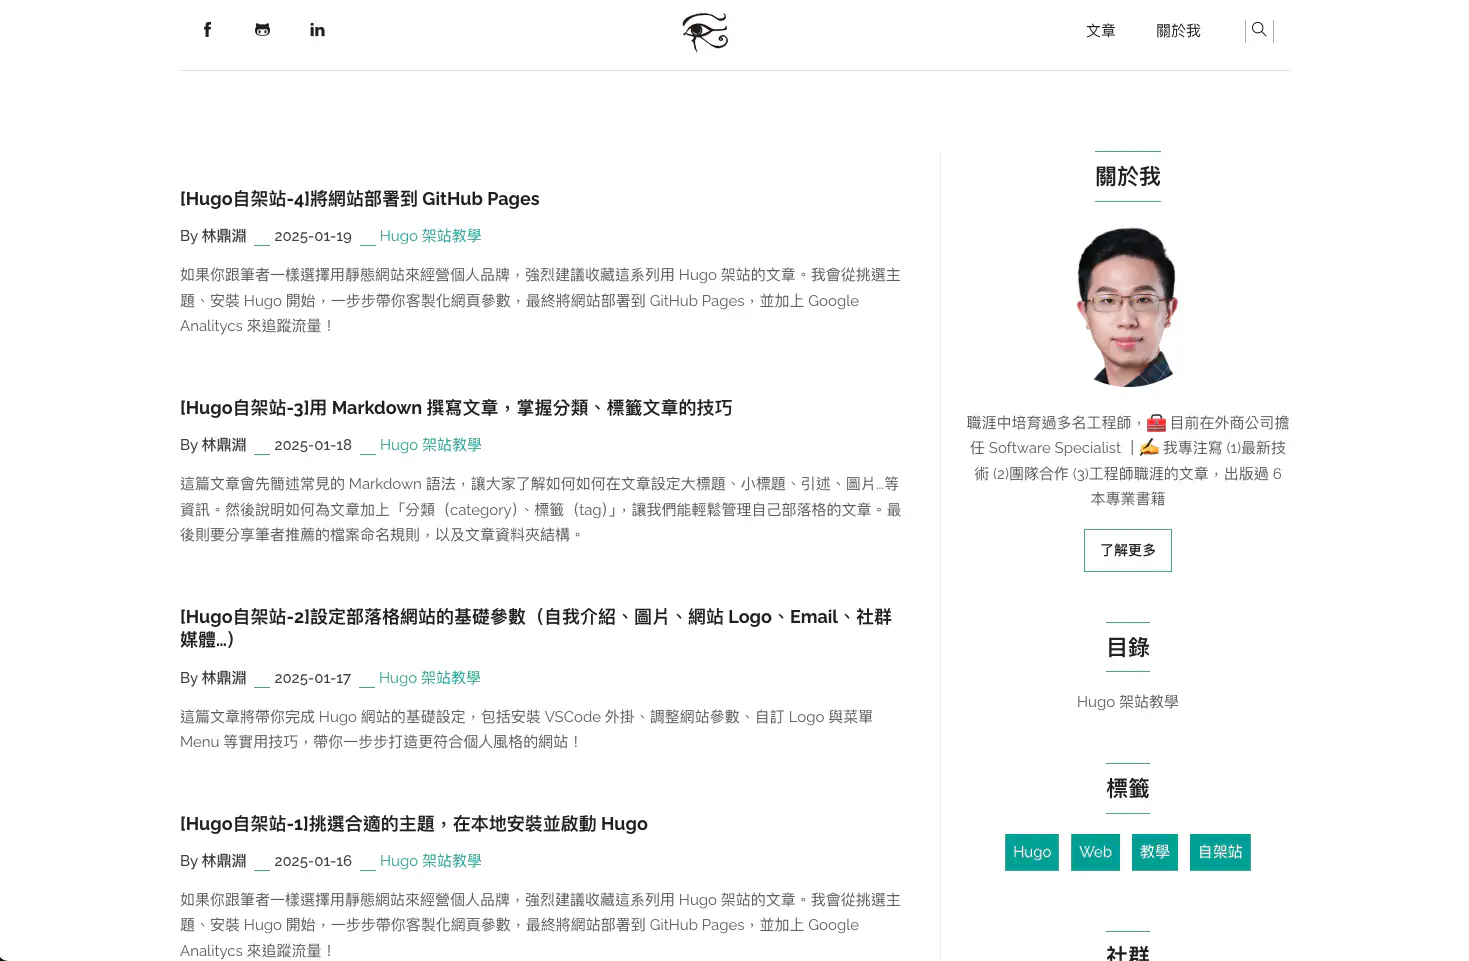 文章
關於我
[Hugo自架站-4]將網站部署到 GitHub Pages
By 林鼎淵 __ 2025-01-19 __ Hugo 架站教學
如果你跟筆者一樣選擇用靜態網站來經營個人品牌，強烈建議收藏這系列用 Hugo 架站的文章。我會從挑選主
題、安裝 Hugo 開始，一步步帶你客製化網頁參數，最終將網站部署到 GitHub Pages，並加上 Google
Analitycs 來追蹤流量！
[Hugo自架站-3]用 Markdown 撰寫文章，掌握分類、標籤文章的技巧
By 林鼎淵 __ 2025-01-18 __ Hugo 架站教學
這篇文章會先簡述常見的 Markdown 語法，讓大家了解如何如何在文章設定大標題、小標題、引述、圖片…等
資訊。然後說明如何為文章加上「分類（category）、標籤（tag）」，讓我們能輕鬆管理自己部落格的文章。最
後則要分享筆者推薦的檔案命名規則，以及文章資料夾結構。
[Hugo自架站-2]設定部落格網站的基礎參數（自我介紹、圖片、網站 Logo、Email、社群
媒體…）
By 林鼎淵 __ 2025-01-17 __ Hugo 架站教學
這篇文章將帶你完成 Hugo 網站的基礎設定，包括安裝 VSCode 外掛、調整網站參數、自訂 Logo 與菜單
Menu 等實用技巧，帶你一步步打造更符合個人風格的網站！
[Hugo自架站-1]挑選合適的主題，在本地安裝並啟動 Hugo
By 林鼎淵 __ 2025-01-16 __ Hugo 架站教學
如果你跟筆者一樣選擇用靜態網站來經營個人品牌，強烈建議收藏這系列用 Hugo 架站的文章。我會從挑選主
題、安裝 Hugo 開始，一步步帶你客製化網頁參數，最終將網站部署到 GitHub Pages，並加上 Google
Analitycs 來追蹤流量！
關於我
職涯中培育過多名工程師，🧰 目前在外商公司擔
任 Software Specialist ｜✍️ 我專注寫 (1)最新技
術 (2)團隊合作 (3)工程師職涯的文章，出版過 6
本專業書籍
了解更多
目錄
Hugo 架站教學
標籤
Hugo Web 教學 自架站
社群